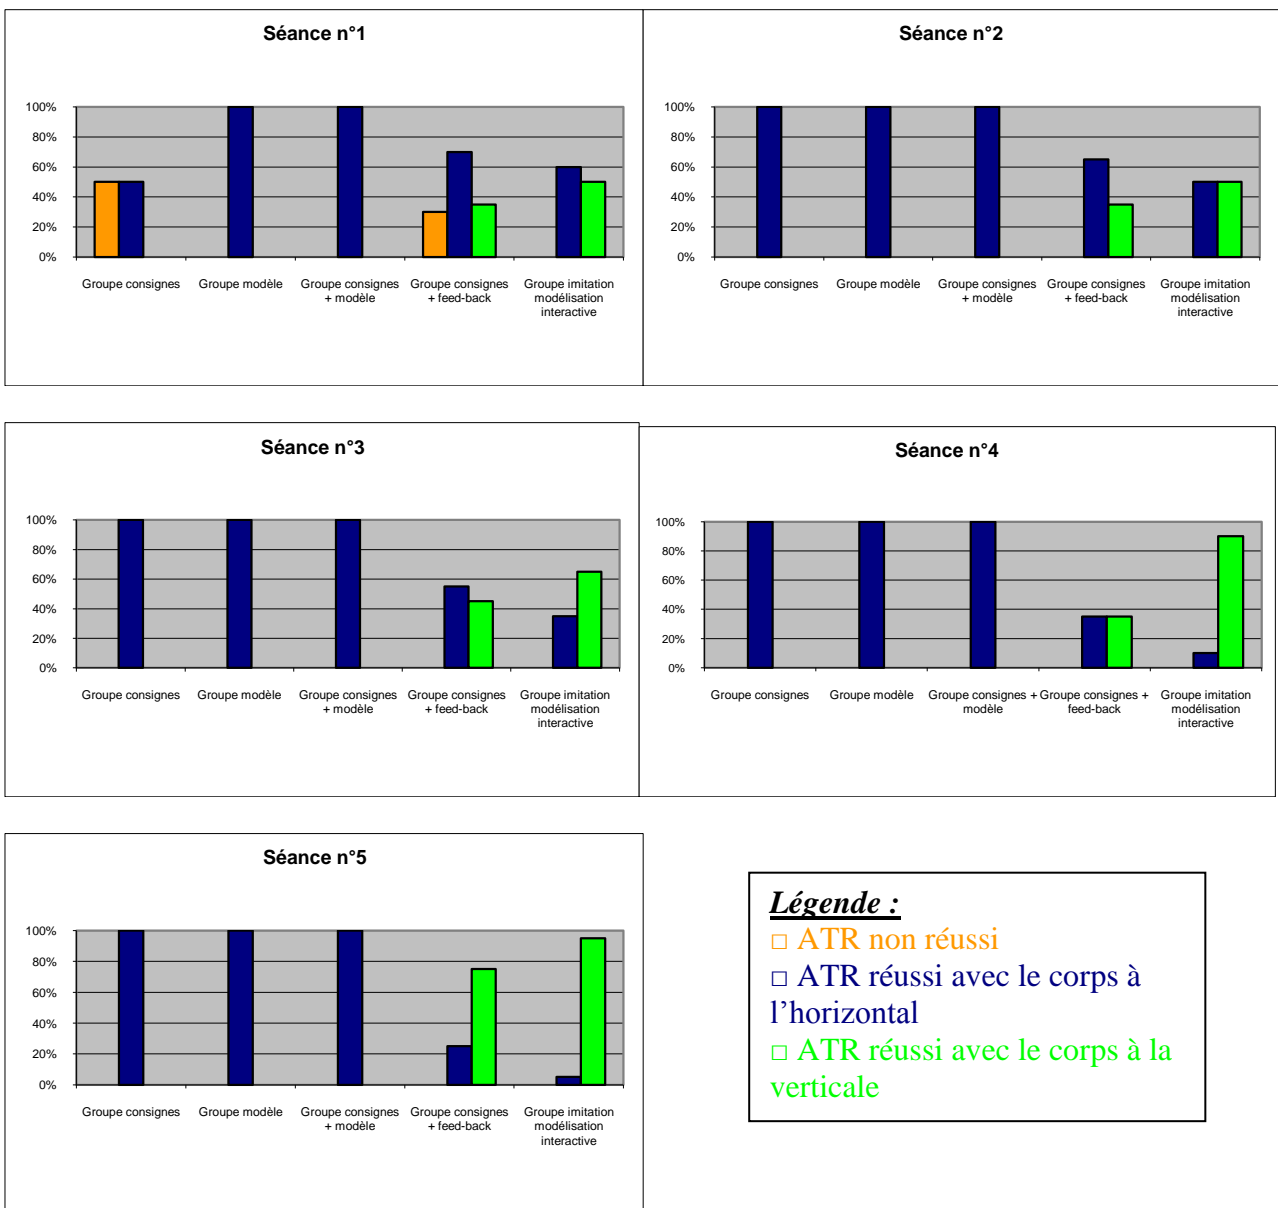 Séance n°1
100%
80%
60%
40%
20%
0%
Groupe consignes
Groupe modèle
Groupe consignes
+ modèle
Groupe consignes
+ feed-back
Groupe imitation
modélisation
interactive
Séance n°2
100%
80%
60%
40%
20%
0%
Groupe consignes
Groupe modèle
Groupe consignes
+ modèle
Groupe consignes
+ feed-back
Groupe imitation
modélisation
interactive
Séance n°3
100%
80%
60%
40%
20%
0%
Groupe consignes
Groupe modèle
Groupe consignes
+ modèle
Groupe consignes
+ feed-back
Groupe imitation
modélisation
interactive
Séance n°4
100%
80%
60%
40%
20%
0%
Groupe consignes
Groupe modèle
Groupe consignes +
modèle
Groupe consignes +
feed-back
Groupe imitation
modélisation
interactive
Séance n°5
100%
80%
60%
40%
20%
0%
Groupe consignes
Groupe modèle
Groupe consignes
+ modèle
Groupe consignes
+ feed-back
Groupe imitation
modélisation
interactive
Légende :
□ ATR non réussi
□ ATR réussi avec le corps à
l'horizontal
□ ATR réussi avec le corps à la
verticale